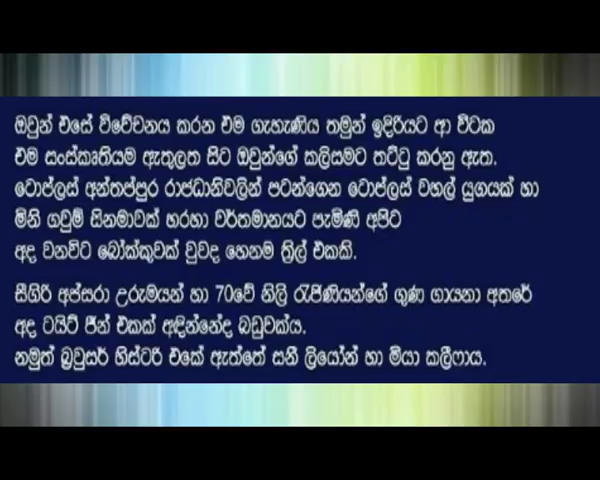 ඔවුන් එසේ විවේචනය කරන එම ගැහැණිය තමුන් ඉදිරියට ආ විටක
එම සංස්කෘතියම ඇතුලත සිට ඔවුන්ගේ කලිසමට තට්ටු කරනු ඇත.
ටොප්ලස් අන්තප්පුර රාජධානිවලින් පටන්ගෙන ටොප්ලස් වහල් යුගයක් හා
මිනි ගවුම් සිනමාවක් හරහා වර්තමානයට පැමිණි අපිට
අද වනවිට බෝක්කුවක් වුවද හෙනම ත්‍රිල් එකකි.
සීගිරි අප්සරා උරුමයන් හා 70වේ නිලි රැජිණියන්ගේ ගුණ ගායනා අතරේ
අද ටයිට් ජීන් එකක් අඳින්නේද බඩුවක්ය.
නමුත් බ්‍රවුසර් හිස්ටරි එකේ ඇත්තේ සනී ලියෝන් හා මියා කලීෆාය.